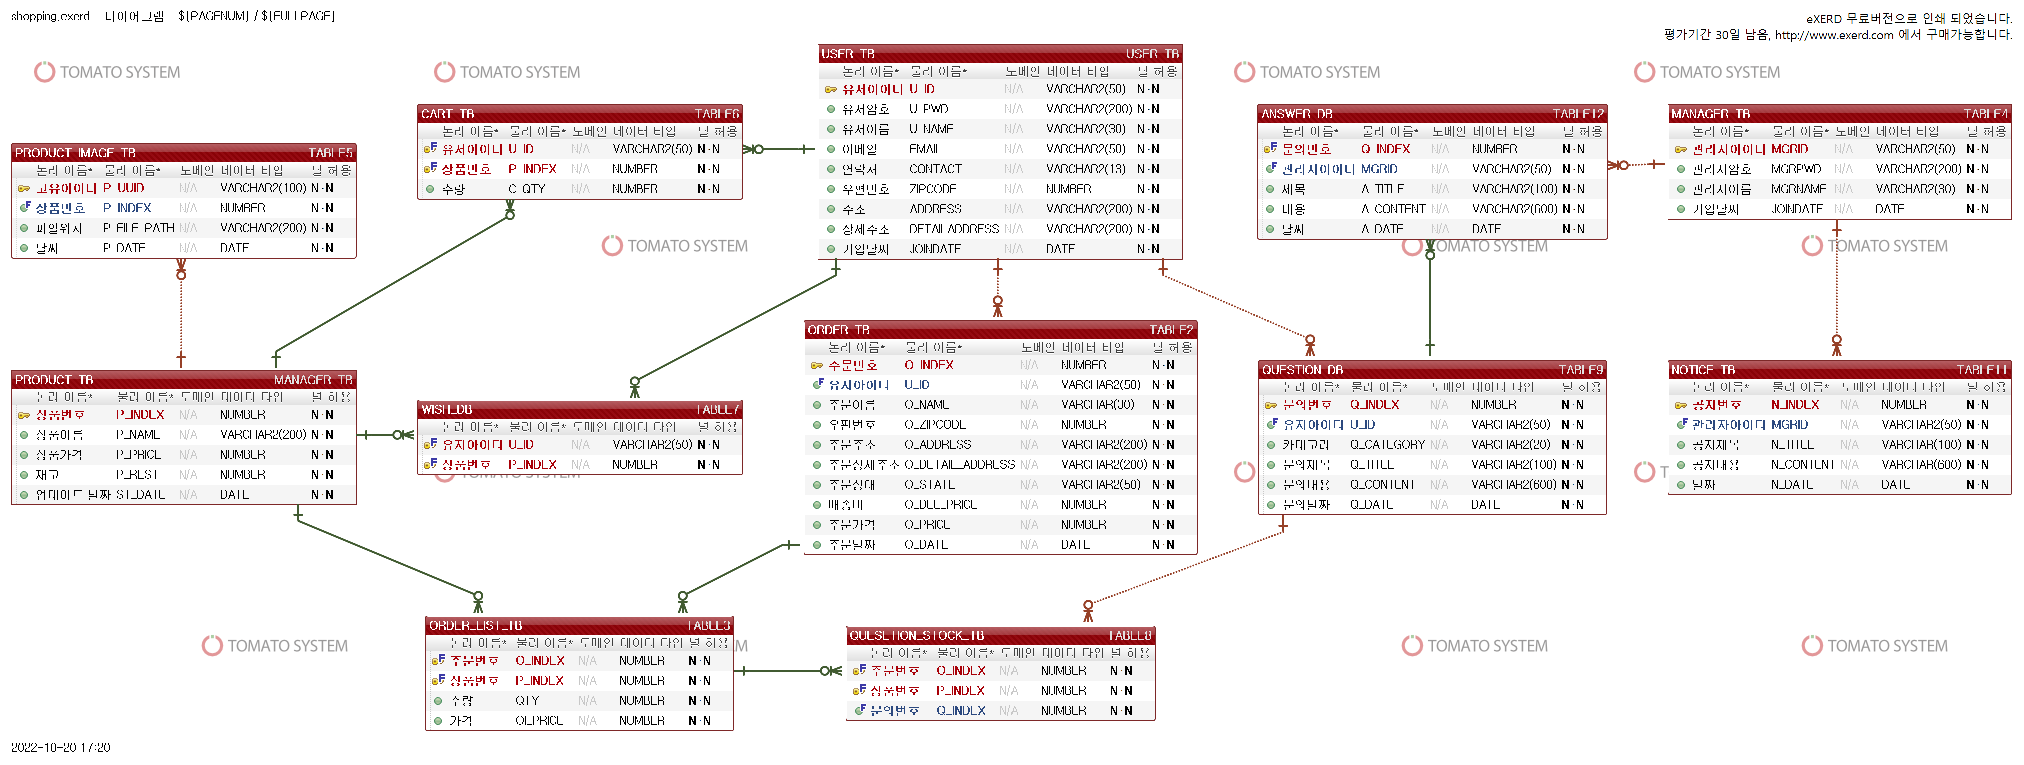 shopping.exerd 다이어그램 ${PAGENUM} / ${FULLPAGE}
eXERD 무료버전으로 인쇄 되었습니다.
평가기간 30일 남음, http://www.exerd.com 에서 구매가능합니다.
TOMATO SYSTEM
TOMATO SYSTEM
TOMATO SYSTEM
TOMATO SYSTEM
USER_TB USER_TB
논리 이름* 물리 이름* 도메인 데이터 타입 널 허용
유저아이디 U_ID N/A VARCHAR2(50) N-N
유저암호 U_PWD N/A VARCHAR2(200) N-N
유저이름 U_NAME N/A VARCHAR2(30) N-N
이메일 EMAIL N/A VARCHAR2(50) N-N
연락처 CONTACT N/A VARCHAR2(13) N-N
우편번호 ZIPCODE N/A NUMBER N-N
주소 ADDRESS N/A VARCHAR2(200) N-N
상세주소 DETAILADDRESS N/A VARCHAR2(200) N-N
가입날짜 JOINDATE N/A DATE N-N
CART_TB TABLE6
논리 이름* 물리 이름* 도메인 데이터 타입 널 허용
유저아이디 U_ID N/A VARCHAR2(50) N-N
상품번호 P_INDEX N/A NUMBER N-N
수량 C_QTY N/A NUMBER N-N
ANSWER_DB TABLE12
논리 이름* 물리 이름* 도메인 데이터 타입 널 허용
문의번호 Q_INDEX N/A NUMBER N-N
관리자아이디 MGRID N/A VARCHAR2(50) N-N
제목 A_TITLE N/A VARCHAR2(100) N-N
내용 A_CONTENT N/A VARCHAR2(600) N-N
날짜 A_DATE N/A DATE N-N
MANAGER_TB TABLE4
논리 이름* 물리 이름* 도메인 데이터 타입 널 허용
관리자아이디 MGRID N/A VARCHAR2(50) N-N
관리자암호 MGRPWD N/A VARCHAR2(200) N-N
관리자이름 MGRNAME N/A VARCHAR2(30) N-N
가입날짜 JOINDATE N/A DATE N-N
PRODUCT_IMAGE_TB TABLE5
논리 이름* 물리 이름* 도메인 데이터 타입 널 허용
고유아이디 P_UUID N/A VARCHAR2(100) N-N
상품번호 P_INDEX N/A NUMBER N-N
파일위치 P_FILE_PATH N/A VARCHAR2(200) N-N
날짜 P_DATE N/A DATE N-N
TOMATO SYSTEM
TOMATO SYSTEM
TOMATO SYSTEM
ORDER_TB TABLE2
논리 이름* 물리 이름* 도메인 데이터 타입 널 허용
주문번호 O_INDEX N/A NUMBER N-N
유저아이디 U_ID N/A VARCHAR2(50) N-N
주문이름 O_NAME N/A VARCHAR(30) N-N
우편번호 O_ZIPCODE N/A NUMBER N-N
주문주소 O_ADDRESS N/A VARCHAR2(200) N-N
주문상세주소 O_DETAIL_ADDRESS N/A VARCHAR2(200) N-N
주문상태 O_STATE N/A VARCHAR2(50) N-N
배송비 O_DEL_PRICE N/A NUMBER N-N
주문가격 O_PRICE N/A NUMBER N-N
주문날짜 O_DATE N/A DATE N-N
PRODUCT_TB MANAGER_TB
논리 이름* 물리 이름* 도메인 데이터 타입 널 허용
상품번호 P_INDEX N/A NUMBER N-N
상품이름 P_NAME N/A VARCHAR2(200) N-N
상품가격 P_PRICE N/A NUMBER N-N
재고 P_REST N/A NUMBER N-N
업데이트 날짜 ST_DATE N/A DATE N-N
WISH_DB TABLE7
논리 이름* 물리 이름* 도메인 데이터 타입 널 허용
유저아이디 U_ID N/A VARCHAR2(50) N-N
상품번호 P_INDEX N/A NUMBER N-N
TOMATO SYSTEM
QUESTION_DB TABLE9
논리 이름* 물리 이름* 도메인 데이터 타입 널 허용
문의번호 Q_INDEX N/A NUMBER N-N
유저아이디 U_ID N/A VARCHAR2(50) N-N
카테고리 Q_CATEGORY N/A VARCHAR2(20) N-N
문의제목 Q_TITLE N/A VARCHAR2(100) N-N
문의내용 Q_CONTENT N/A VARCHAR2(600) N-N
문의날짜 Q_DATE N/A DATE N-N
NOTICE_TB TABLE11
논리 이름* 물리 이름* 도메인 데이터 타입 널 허용
공지번호 N_INDEX N/A NUMBER N-N
관리자아이디 MGRID N/A VARCHAR2(50) N-N
공지제목 N_TITLE N/A VARCHAR(100) N-N
공지내용 N_CONTENT N/A VARCHAR(600) N-N
날짜 N_DATE N/A DATE N-N
ORDER_LIST_TB TABLE3
논리 이름* 물리 이름* 도메인 데이터 타입 널 허용
주문번호 O_INDEX N/A NUMBER N-N
상품번호 P_INDEX N/A NUMBER N-N
수량 QTY N/A NUMBER N-N
가격 OI_PRICE N/A NUMBER N-N
QUESETION_STOCK_TB TABLE8
논리 이름* 물리 이름* 도메인 데이터 타입 널 허용
주문번호 O_INDEX N/A NUMBER N-N
상품번호 P_INDEX N/A NUMBER N-N
문의번호 Q_INDEX N/A NUMBER N-N
TOMATO SYSTEM
TOMATO SYSTEM
TOMATO SYSTEM
2022-10-20 17:20